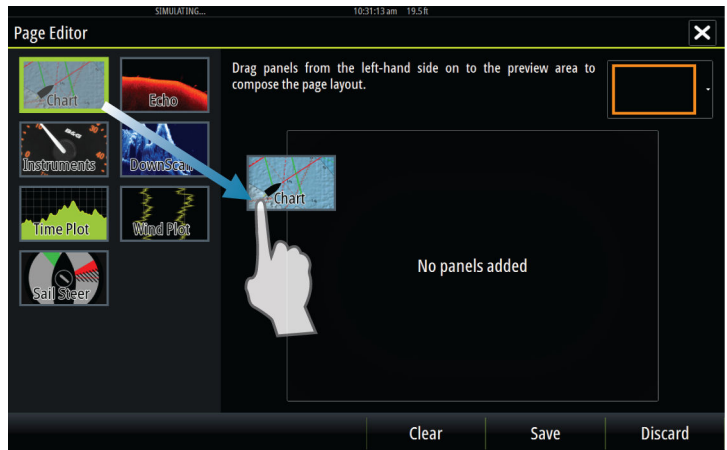 SIMULATING... 10:31:13 am 19.5 ft
Page Editor
Drag panels from the left-hand side on to the preview area to
compose the page layout.
Chart Echo
Instruments DownScan
Chart
Time Plot Wind Plot
No panels added
Sail Steer
Clear Save Discard